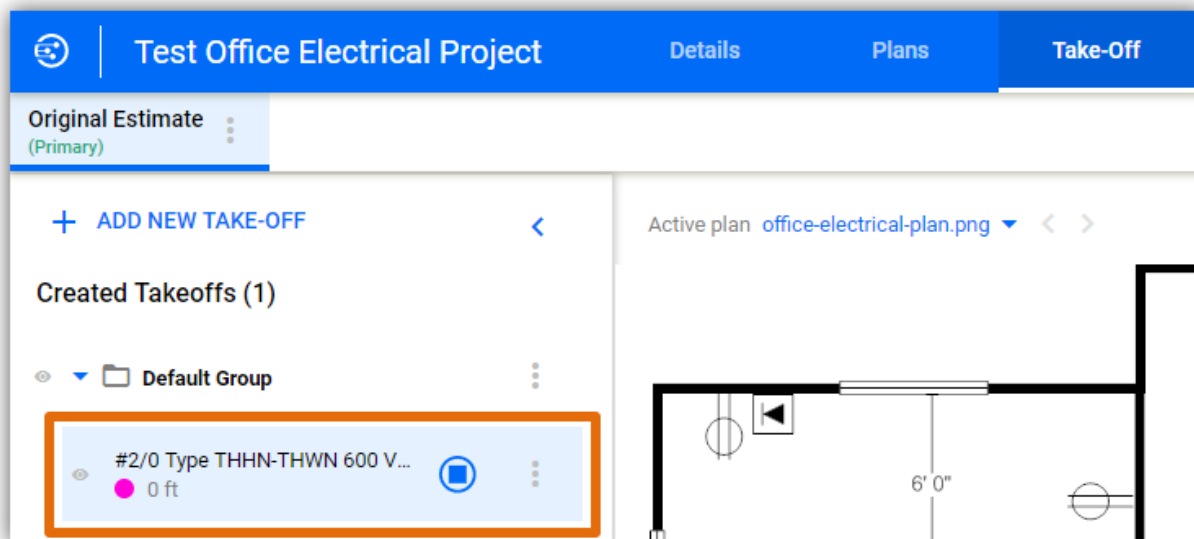 Test Office Electrical Project Details Plans Take-Off
Original Estimate
(Primary)
+ ADD NEW TAKE-OFF
Active plan office-electrical-plan.png
Created Takeoffs (1)
Default Group
#2/0 Type THHN-THWN 600 V...
0 ft
6' 0"